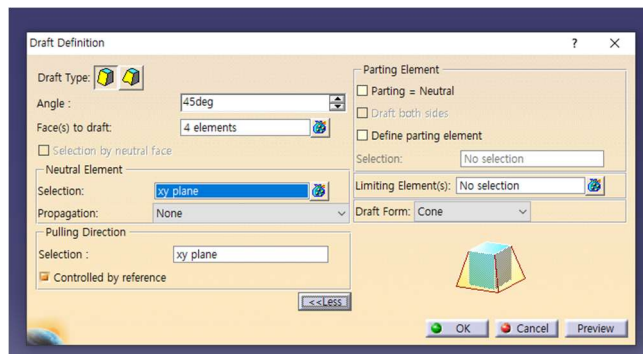 Draft Definition
? X
Draft Type:
Angle : 45deg
Face(s) to draft: 4 elements
Selection by neutral face
Neutral Element
Selection: xy plane
Propagation: None
Pulling Direction
Selection : xy plane
Controlled by reference
<<Less
Parting Element
Parting = Neutral
Draft both sides
Define parting element
Selection: No selection
Limiting Element(s): No selection
Draft Form: Cone
OK Cancel Preview